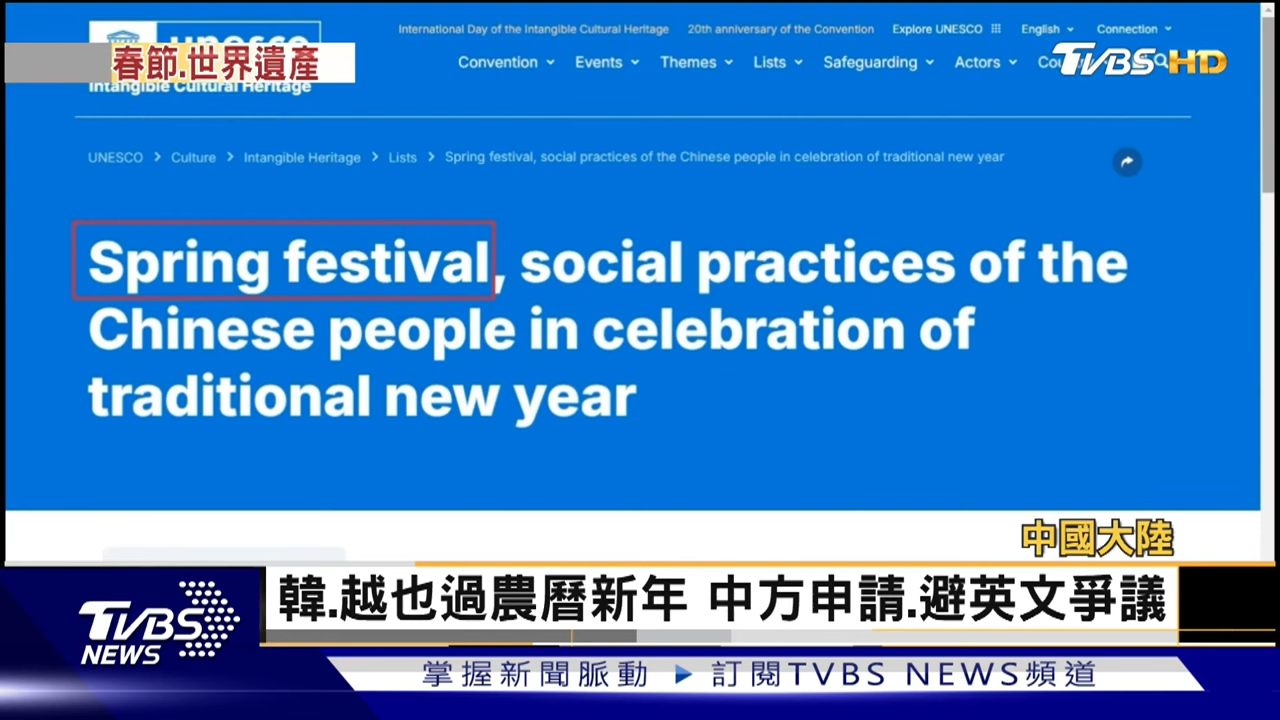 International Day of the Intangible Cultural Heritage 20th anniversary of the Convention Explore UNESCO English Connection
春節.世界遺產
Convention Events Themes Lists Safeguarding Actors
TVBS HD
Intangible Cultural Heritage
UNESCO > Culture > Intangible Heritage > Lists > Spring festival, social practices of the Chinese people in celebration of traditional new year
Spring festival, social practices of the
Chinese people in celebration of
traditional new year
中國大陸
韓.越也過農曆新年 中方申請.避英文爭議
TVBS
NEWS
掌握新聞脈動 ▶ 訂閱TVBS NEWS頻道